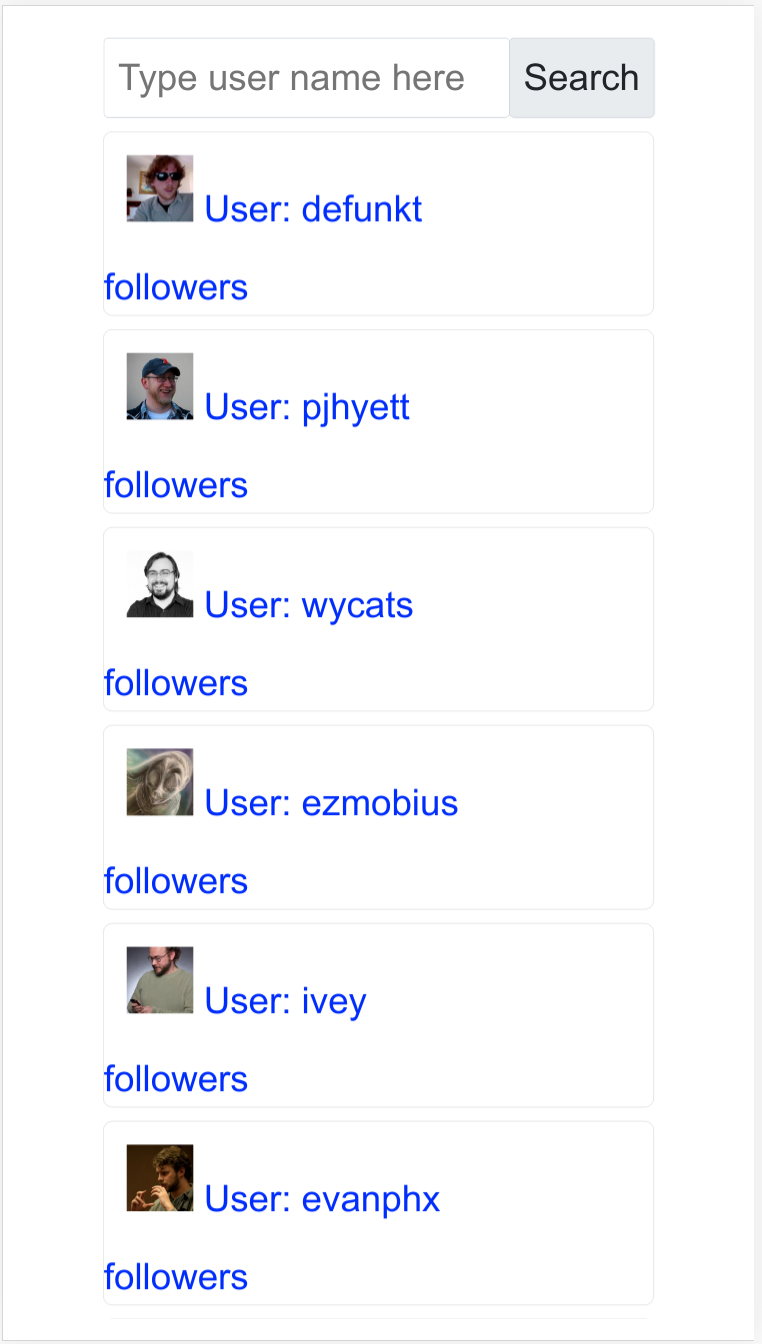 Type user name here Search
User: defunkt
followers
User: pjhyett
followers
User: wycats
followers
User: ezmobius
followers
User: ivey
followers
User: evanphx
followers